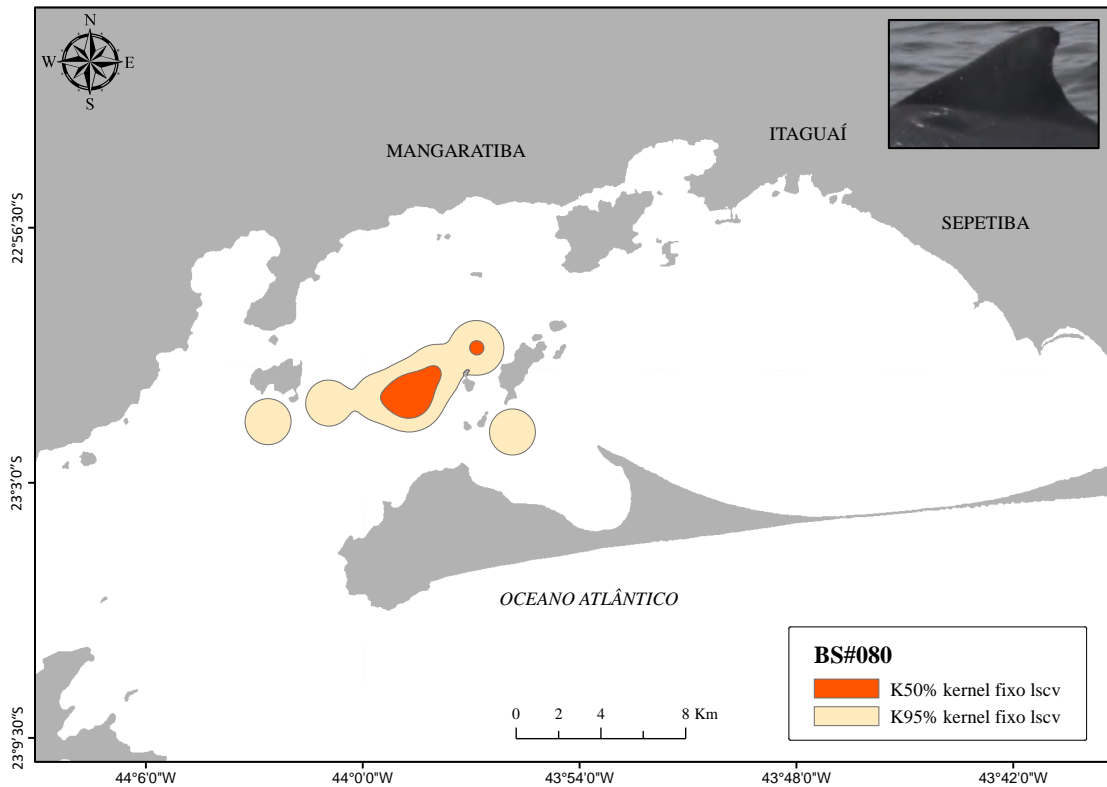 N
W
E
S
ITAGUAÍ
MANGARATIBA
SEPETIBA
22°56'30"S
23°3'0"S
23°9'30"S
OCEANO ATLÂNTICO
BS#080
K50% kernel fixo lscv
K95% kernel fixo lscv
0 2 4 8 Km
44°6'0"W 44°0'0"W 43°54'0"W 43°48'0"W 43°42'0"W